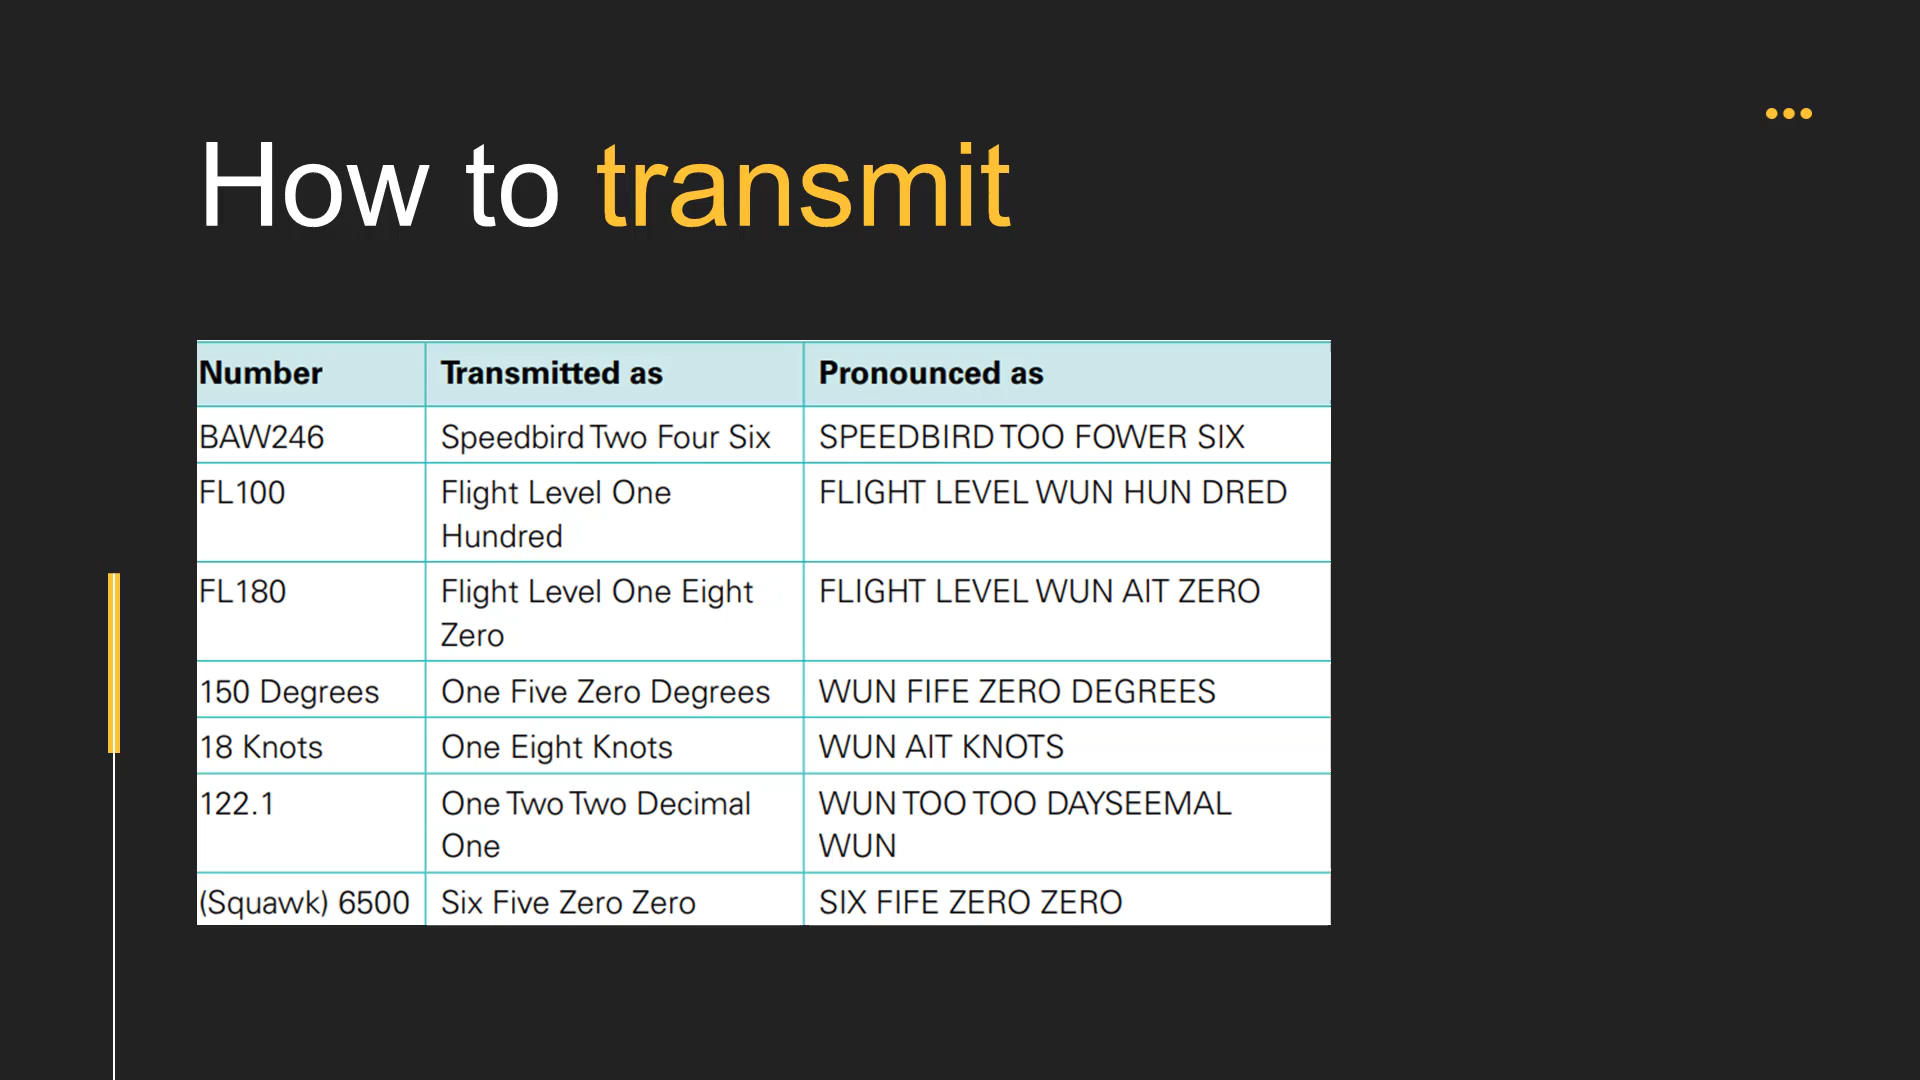 How to transmit
Number Transmitted as Pronounced as
BAW246 Speedbird Two Four Six SPEEDBIRD TOO FOWER SIX
FL100 Flight Level One FLIGHT LEVEL WUN HUN DRED
Hundred
FL180 Flight Level One Eight FLIGHT LEVEL WUN AIT ZERO
Zero
150 Degrees One Five Zero Degrees WUN FIFE ZERO DEGREES
18 Knots One Eight Knots WUN AIT KNOTS
122.1 One Two Two Decimal WUN TOO TOO DAYSEEMAL
One WUN
(Squawk) 6500 Six Five Zero Zero SIX FIFE ZERO ZERO